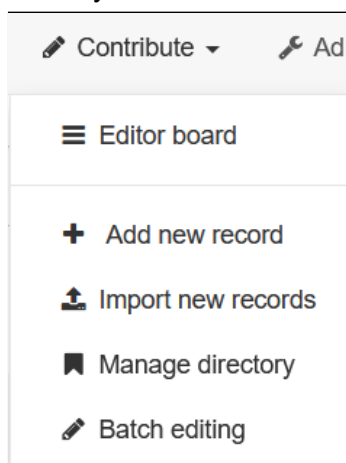 Contribute Ad
Editor board
Add new record
Import new records
Manage directory
Batch editing